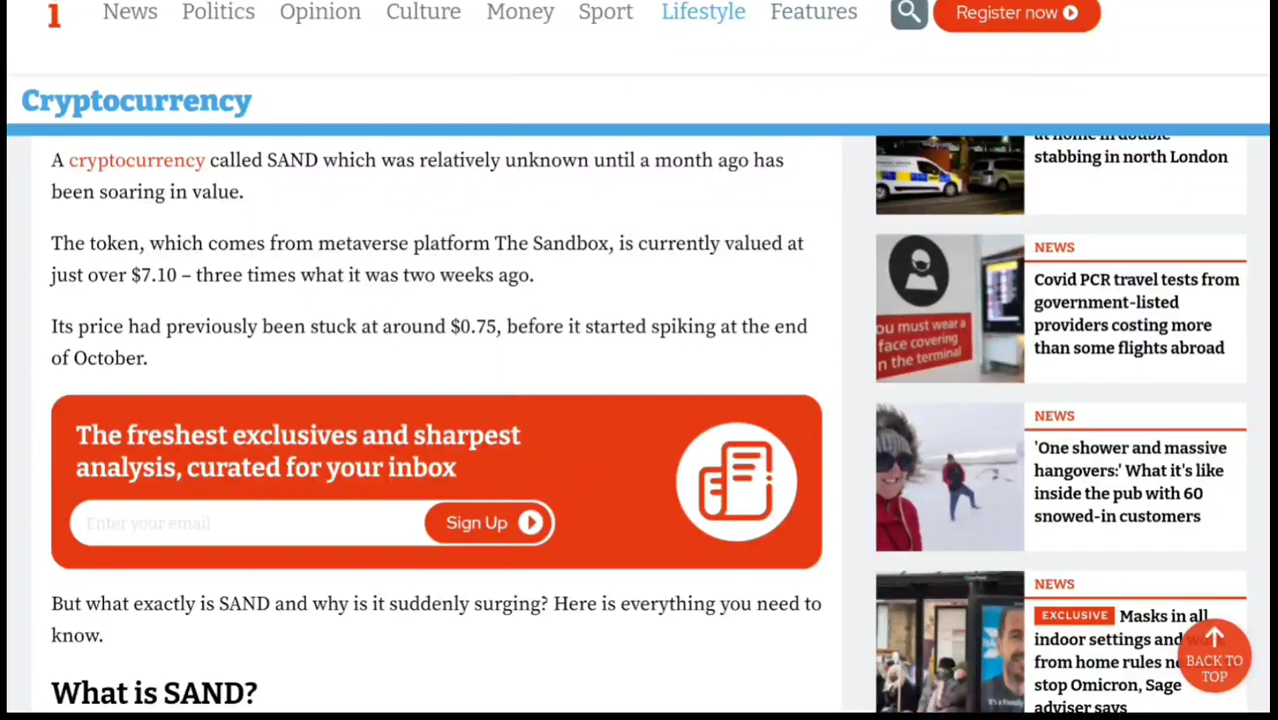 i
News Politics Opinion Culture Money Sport Lifestyle Features Register now
Cryptocurrency
A cryptocurrency called SAND which was relatively unknown until a month ago has
been soaring in value.
The token, which comes from metaverse platform The Sandbox, is currently valued at
just over $7.10 – three times what it was two weeks ago.
Its price had previously been stuck at around $0.75, before it started spiking at the end
of October.
The freshest exclusives and sharpest
analysis, curated for your inbox
Enter your email
Sign Up
But what exactly is SAND and why is it suddenly surging? Here is everything you need to
know.
What is SAND?
at home in double
stabbing in north London
NEWS
Covid PCR travel tests from
government-listed
providers costing more
than some flights abroad
ou must wear a
face covering
n the terminal
NEWS
'One shower and massive
hangovers:' What it's like
inside the pub with 60
snowed-in customers
NEWS
EXCLUSIVE Masks in all
indoor settings and
from home rules
stop Omicron, Sage
adviser says
BACK TO
TOP